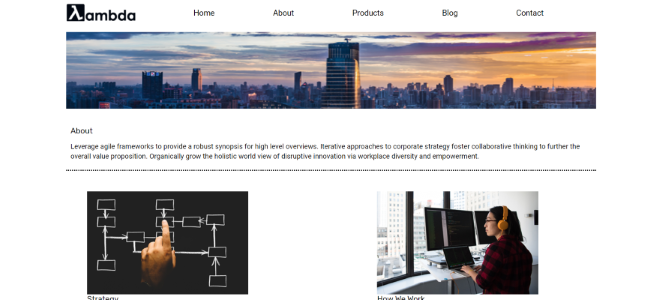 λambda
Home About Products Blog Contact
About
Leverage agile frameworks to provide a robust synopsis for high level overviews. Iterative approaches to corporate strategy foster collaborative thinking to further the
overall value proposition. Organically grow the holistic world view of disruptive innovation via workplace diversity and empowerment.
Strategy How We Work